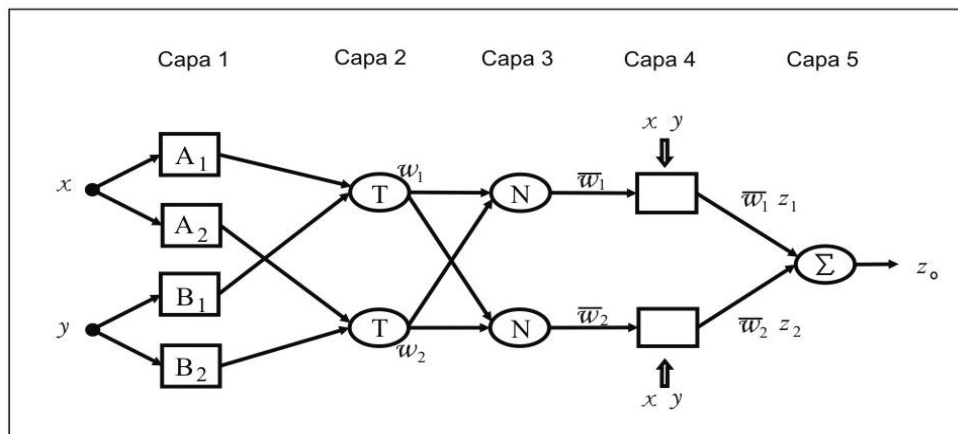 Capa 1 Capa 2 Capa 3 Capa 4 Capa 5
x y
A₁
w₁ w̅₁
x T N
w̅₁ z₁
A₂
Σ z₀
B₁
w̅₂ w̅₂ z₂
y T N
w₂
B₂
x y